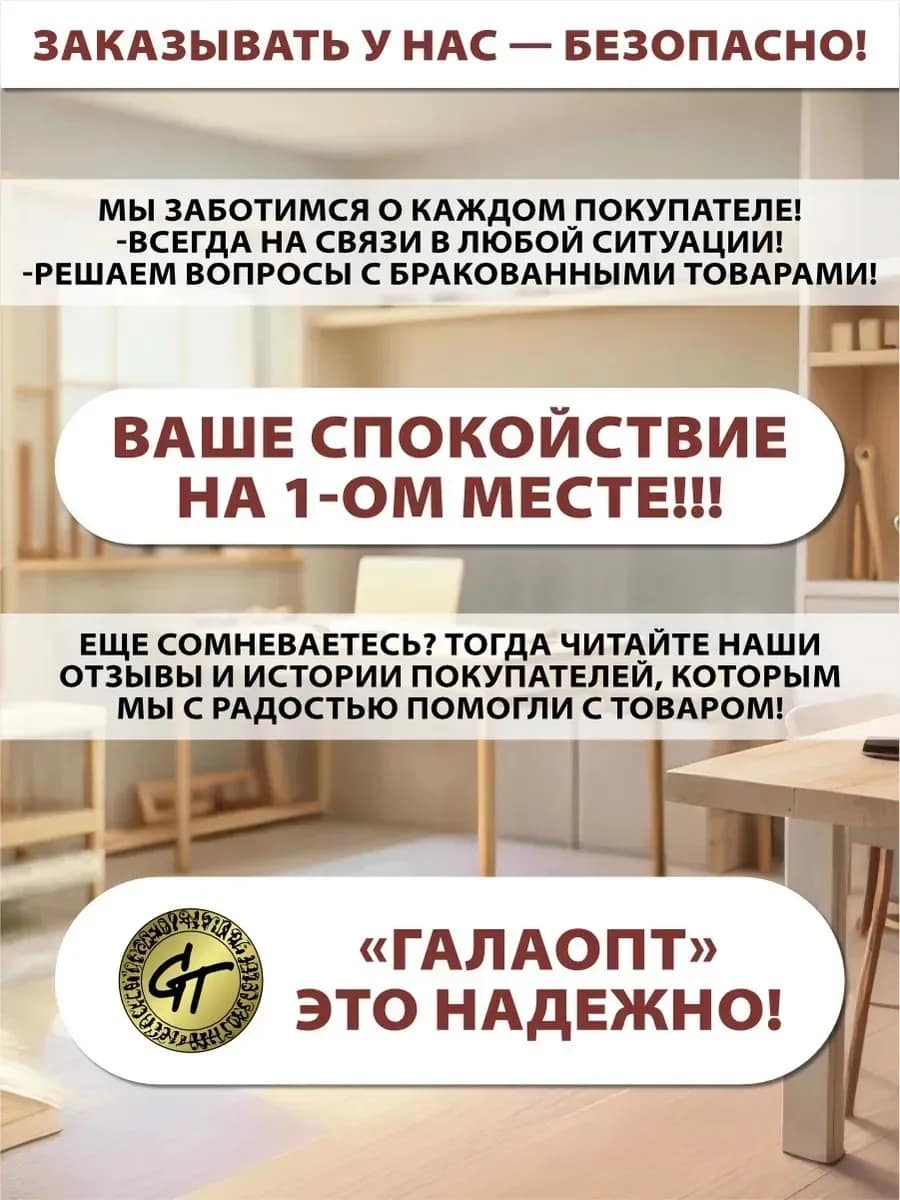 ЗАКАЗЫВАТЬ У НАС — БЕЗОПАСНО!
МЫ ЗАБОТИМСЯ О КАЖДОМ ПОКУПАТЕЛЕ!
-ВСЕГДА НА СВЯЗИ В ЛЮБОЙ СИТУАЦИИ!
-РЕШАЕМ ВОПРОСЫ С БРАКОВАННЫМИ ТОВАРАМИ!
ВАШЕ СПОКОЙСТВИЕ
НА 1-ОМ МЕСТЕ!!!
ЕЩЕ СОМНЕВАЕТЕСЬ? ТОГДА ЧИТАЙТЕ НАШИ
ОТЗЫВЫ И ИСТОРИИ ПОКУПАТЕЛЕЙ, КОТОРЫМ
МЫ С РАДОСТЬЮ ПОМОГЛИ С ТОВАРОМ!
«ГАЛАОПТ»
ЭТО НАДЕЖНО!